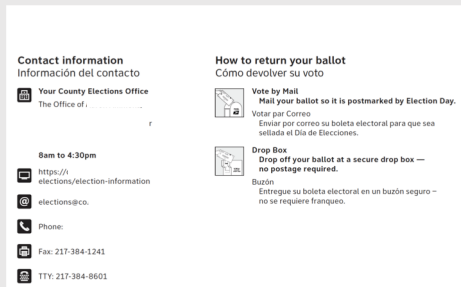 Contact information
Información del contacto
Your County Elections Office
The Office of
8am to 4:30pm
https://
elections/election-information
elections@co.
Phone:
Fax: 217-384-1241
TTY: 217-384-8601
How to return your ballot
Cómo devolver su voto
Vote by Mail
Mail your ballot so it is postmarked by Election Day.
Votar par Correo
Enviar por correo su boleta electoral para que sea
sellada el Día de Elecciones.
Drop Box
Drop off your ballot at a secure drop box —
no postage required.
Buzón
Entregue su boleta electoral en un buzón seguro –
no se requiere franqueo.